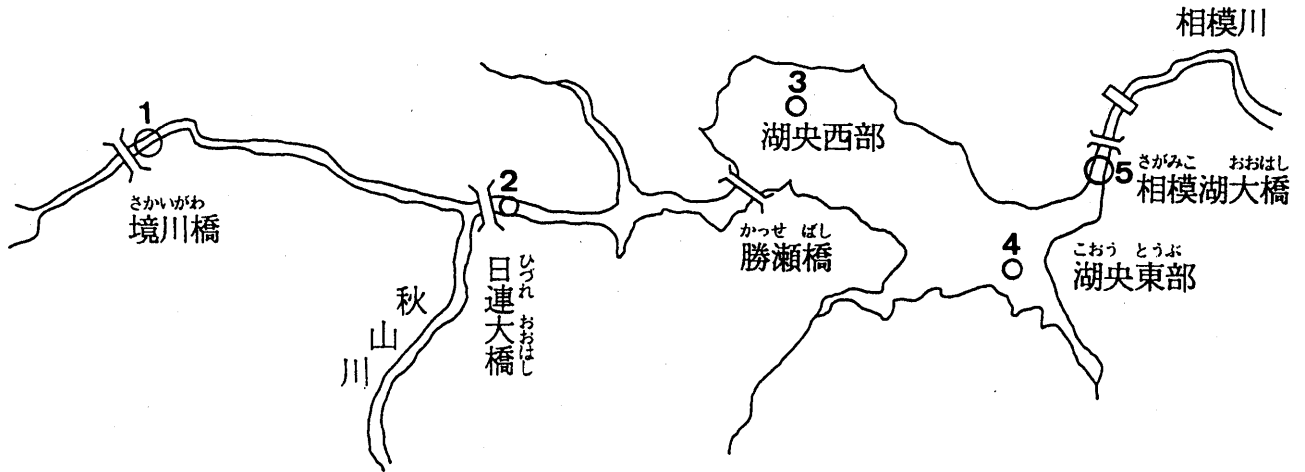 相模川
1
さかいがわ
境川橋
2
ひづれ おおはし
日連大橋
秋山川
3
湖央西部
かっせ ばし
勝瀬橋
4
こおう とうぶ
湖央東部
5
さがみこ おおはし
相模湖大橋